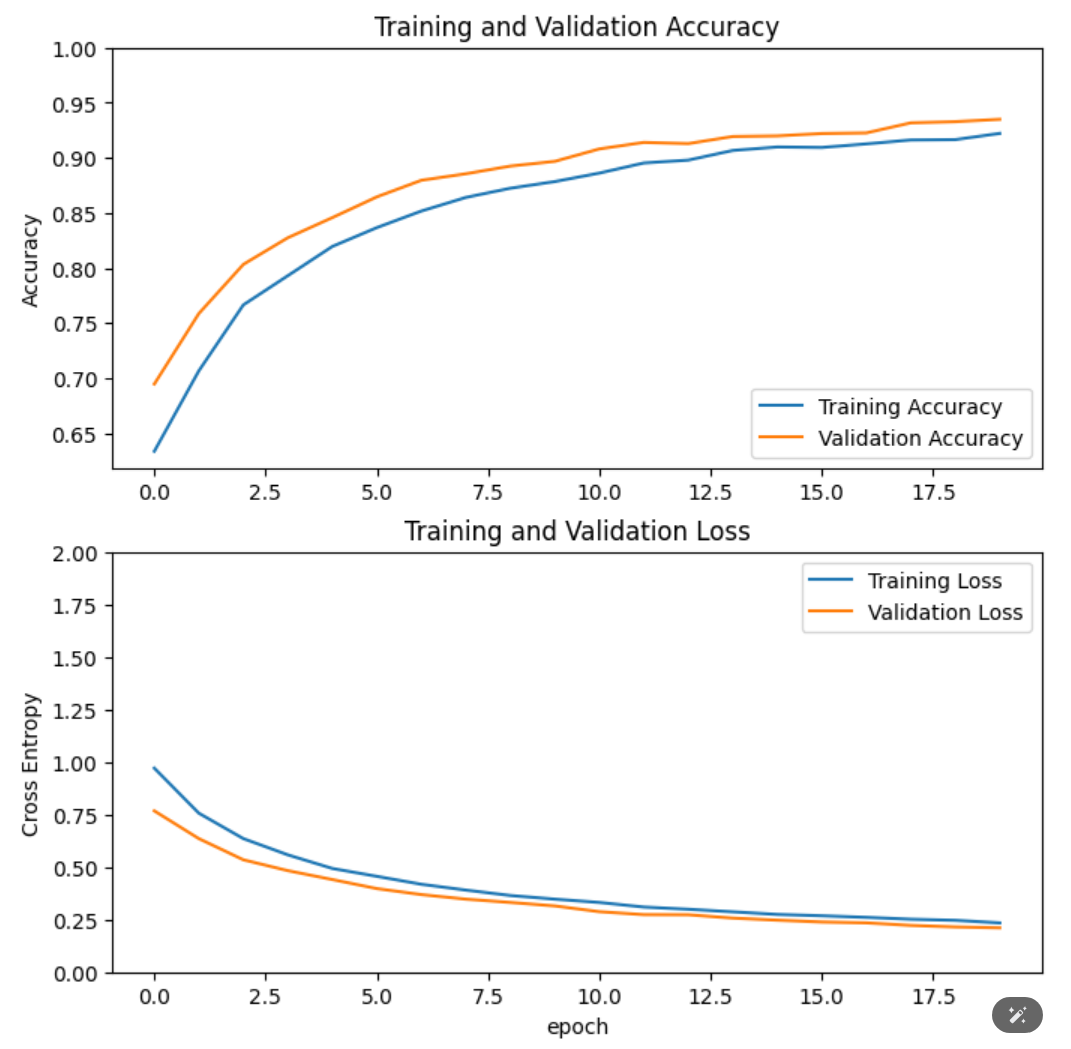 Training and Validation Accuracy
1.00
0.95
0.90
0.85
0.80
0.75
0.70
0.65
Accuracy
Training Accuracy
Validation Accuracy
0.0 2.5 5.0 7.5 10.0 12.5 15.0 17.5
Training and Validation Loss
2.00
1.75
1.50
1.25
1.00
0.75
0.50
0.25
0.00
Cross Entropy
Training Loss
Validation Loss
0.0 2.5 5.0 7.5 10.0 12.5 15.0 17.5
epoch